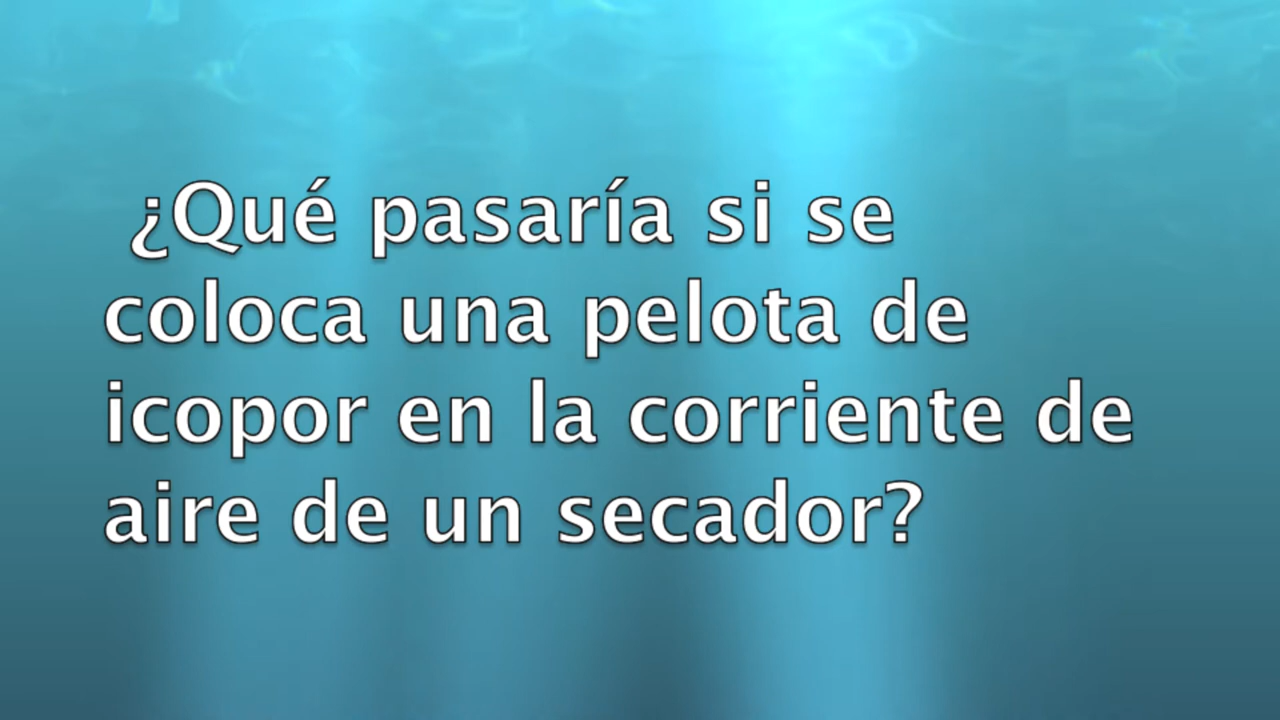 ¿Qué pasaría si se
coloca una pelota de
icopor en la corriente de
aire de un secador?